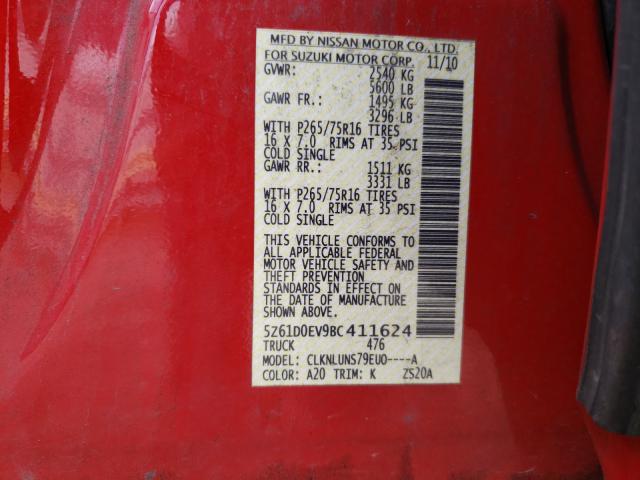 MFD BY NISSAN MOTOR CO., LTD.
FOR SUZUKI MOTOR CORP. 11/10
GVWR: 2540 KG
5600 LB
GAWR FR.: 1495 KG
3296 LB
WITH P265/75R16 TIRES
16 X 7.0 RIMS AT 35 PSI
COLD SINGLE
GAWR RR.: 1511 KG
3331 LB
WITH P265/75R16 TIRES
16 X 7.0 RIMS AT 35 PSI
COLD SINGLE
THIS VEHICLE CONFORMS TO
ALL APPLICABLE FEDERAL
MOTOR VEHICLE SAFETY AND
THEFT PREVENTION
STANDARDS IN EFFECT ON
THE DATE OF MANUFACTURE
SHOWN ABOVE.
5Z61D0EV9BC411624
TRUCK 476
MODEL: CLKNLUNS79EU0----A
COLOR: A20 TRIM: K ZS20A